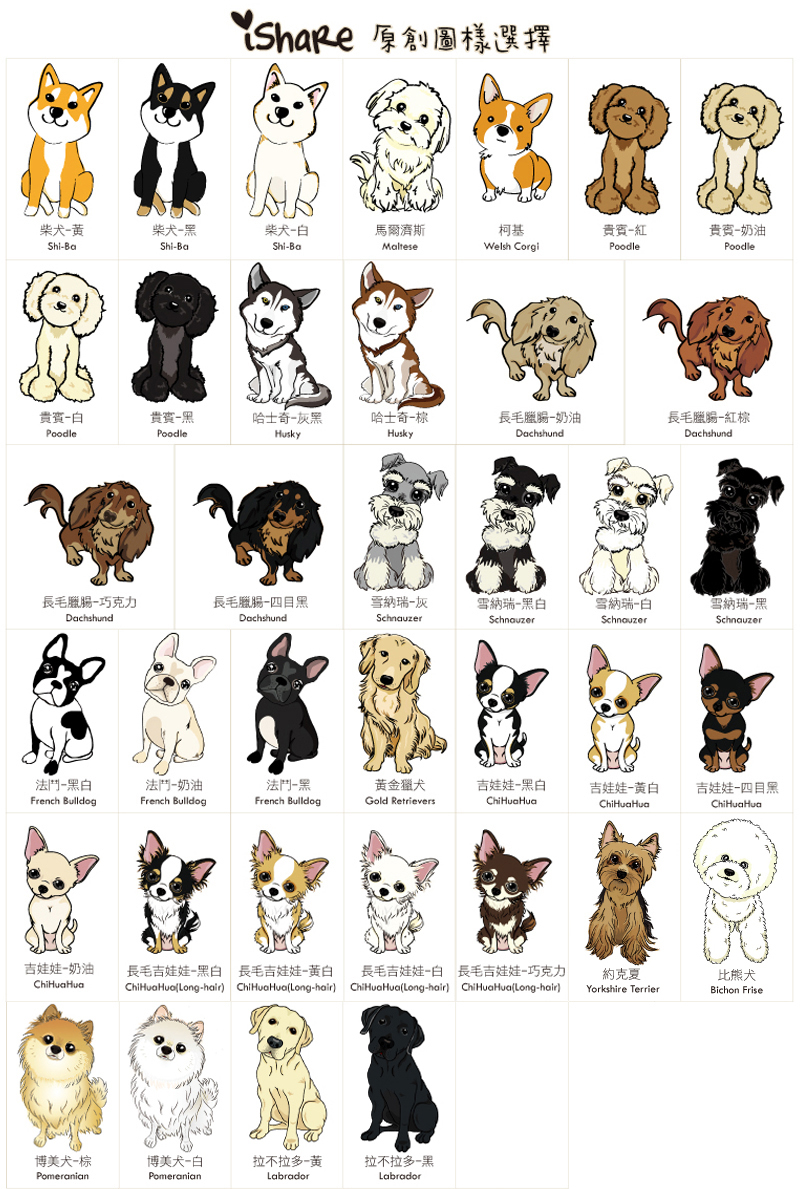 iShaRe 原創圖樣選擇
柴犬-黃
Shi-Ba
柴犬-黑
Shi-Ba
柴犬-白
Shi-Ba
馬爾濟斯
Maltese
柯基
Welsh Corgi
貴賓-紅
Poodle
貴賓-奶油
Poodle
貴賓-白
Poodle
貴賓-黑
Poodle
哈士奇-灰黑
Husky
哈士奇-棕
Husky
長毛臘腸-奶油
Dachshund
長毛臘腸-紅棕
Dachshund
長毛臘腸-巧克力
Dachshund
長毛臘腸-四目黑
Dachshund
雪納瑞-灰
Schnauzer
雪納瑞-黑白
Schnauzer
雪納瑞-白
Schnauzer
雪納瑞-黑
Schnauzer
法鬥-黑白
French Bulldog
法鬥-奶油
French Bulldog
法鬥-黑
French Bulldog
黃金獵犬
Gold Retrievers
吉娃娃-黑白
ChiHuaHua
吉娃娃-黃白
ChiHuaHua
吉娃娃-四目黑
ChiHuaHua
吉娃娃-奶油
ChiHuaHua
長毛吉娃娃-黑白
ChiHuaHua(Long-hair)
長毛吉娃娃-黃白
ChiHuaHua(Long-hair)
長毛吉娃娃-白
ChiHuaHua(Long-hair)
長毛吉娃娃-巧克力
ChiHuaHua(Long-hair)
約克夏
Yorkshire Terrier
比熊犬
Bichon Frise
博美犬-棕
Pomeranian
博美犬-白
Pomeranian
拉不拉多-黃
Labrador
拉不拉多-黑
Labrador